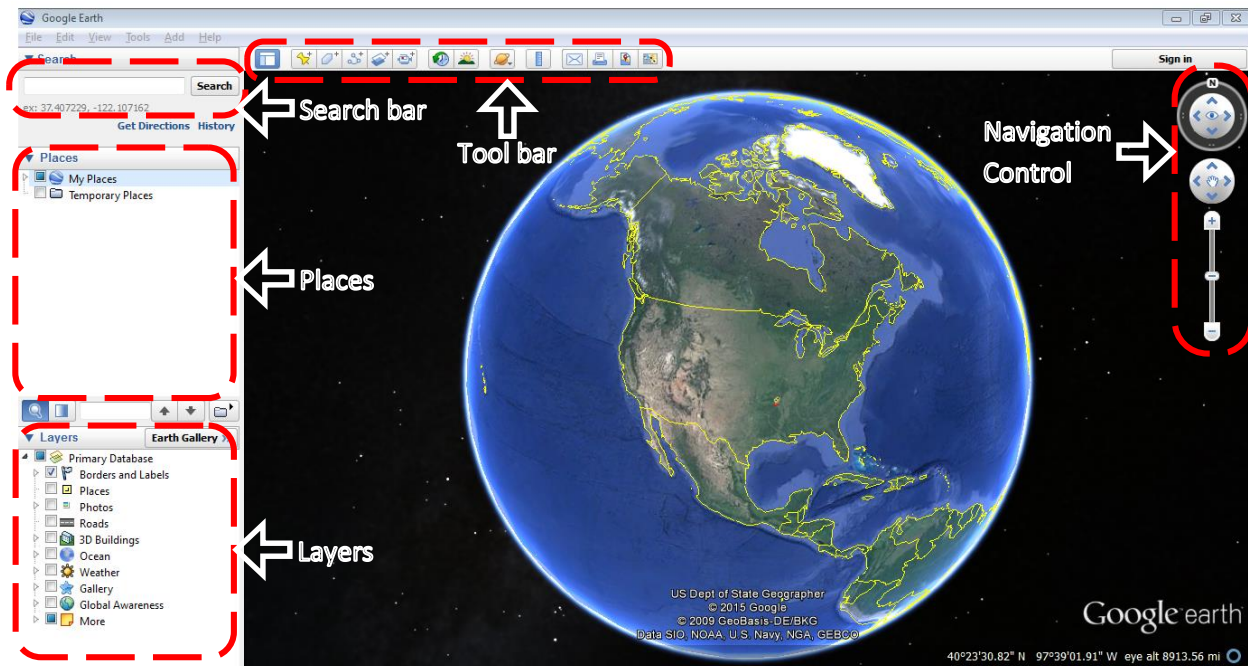 Google Earth
File Edit View Tools Add Help
Search
Search
ex: 37.407229, -122.107162
Get Directions History
Sign in
Search bar
Tool bar
N
Navigation
Control
Places
My Places
Temporary Places
Places
Layers
Earth Gallery
Primary Database
Borders and Labels
Places
Photos
Roads
3D Buildings
Ocean
Weather
Gallery
Global Awareness
More
Layers
US Dept of State Geographer
© 2015 Google
© 2009 GeoBasis-DE/BKG
Data SIO, NOAA, U.S. Navy, NGA, GEBCO
Google earth
40°23'30.82" N 97°39'01.91" W eye alt 8913.56 mi